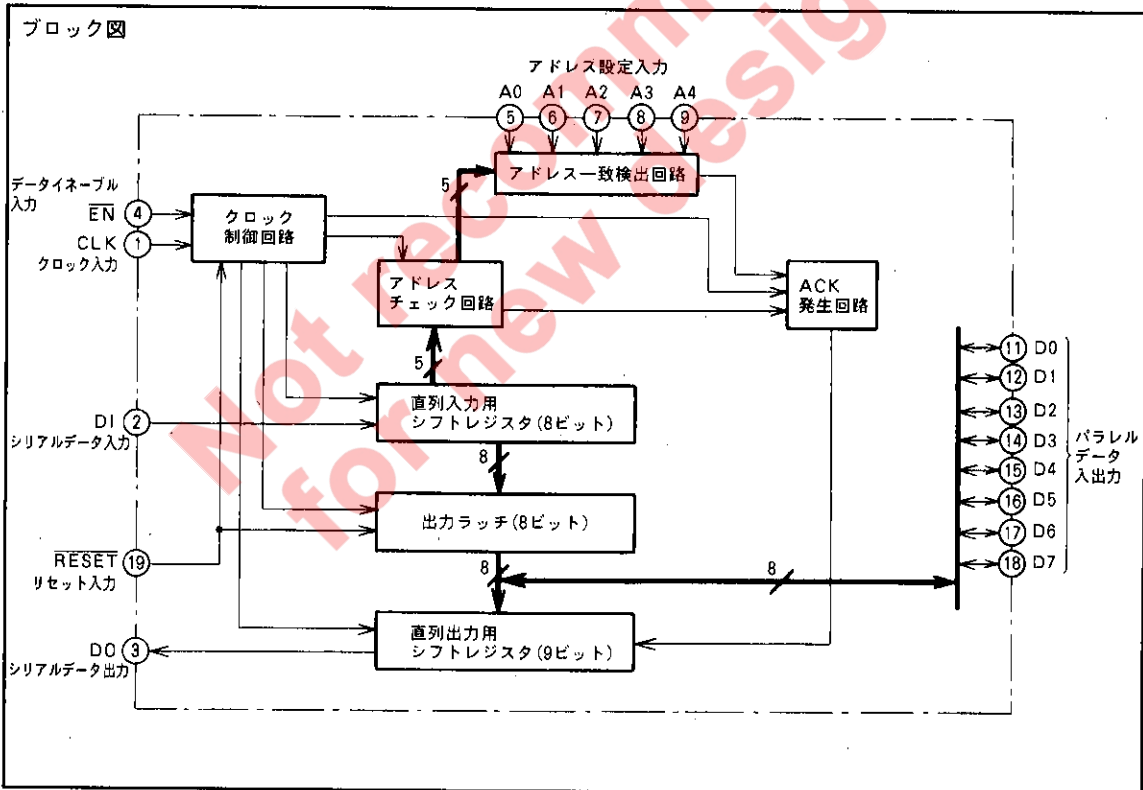 ブロック図
アドレス設定入力
A0 A1 A2 A3 A4
5 6 7 8 9
アドレス一致検出回路
5
データイネーブル
入力
EN 4
CLK 1
クロック入力
クロック
制御回路
アドレス
チェック回路
ACK
発生回路
5
直列入力用
シフトレジスタ(8ビット)
DI 2
シリアルデータ入力
8
出力ラッチ(8ビット)
RESET 19
リセット入力
8
8
直列出力用
シフトレジスタ(9ビット)
DO 3
シリアルデータ出力
11 D0
12 D1
13 D2
14 D3
15 D4
16 D5
17 D6
18 D7
パラレル
データ
入出力
Not recomm
for new desig